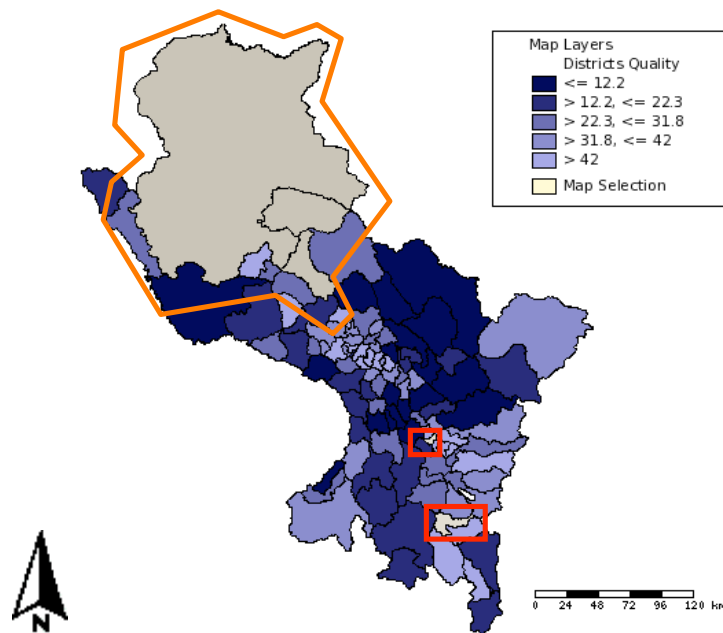 Map Layers
Districts Quality
<= 12.2
> 12.2, <= 22.3
> 22.3, <= 31.8
> 31.8, <= 42
> 42
Map Selection
N
0 24 48 72 96 120 km